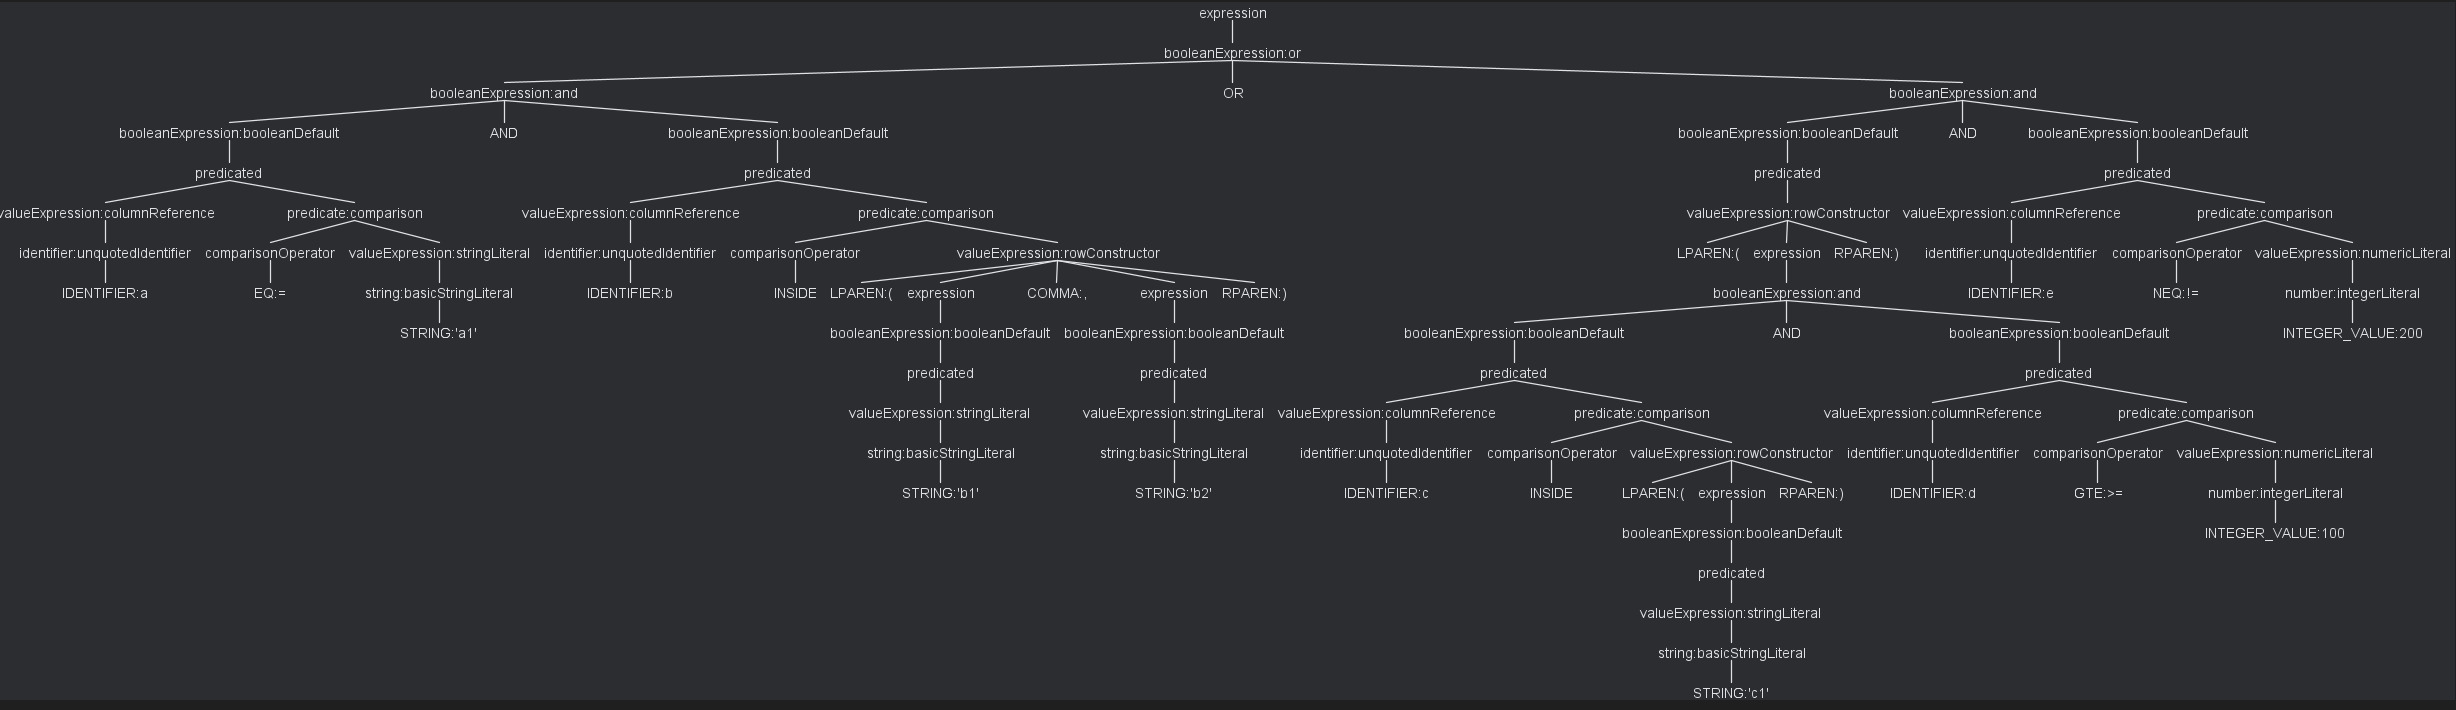 expression
booleanExpression:or
booleanExpression:and OR booleanExpression:and
booleanExpression:booleanDefault AND booleanExpression:booleanDefault booleanExpression:booleanDefault AND booleanExpression:booleanDefault
predicated predicated predicated predicated
valueExpression:columnReference predicate:comparison valueExpression:columnReference predicate:comparison valueExpression:rowConstructor valueExpression:columnReference predicate:comparison
identifier:unquotedIdentifier comparisonOperator valueExpression:stringLiteral identifier:unquotedIdentifier comparisonOperator valueExpression:rowConstructor LPAREN:( expression RPAREN:) identifier:unquotedIdentifier comparisonOperator valueExpression:numericLiteral
IDENTIFIER:a EQ:= string:basicStringLiteral IDENTIFIER:b INSIDE LPAREN:( expression COMMA:, expression RPAREN:) booleanExpression:and IDENTIFIER:e NEQ:!= number:integerLiteral
STRING:'a1' booleanExpression:booleanDefault booleanExpression:booleanDefault booleanExpression:booleanDefault AND booleanExpression:booleanDefault INTEGER_VALUE:200
predicated predicated predicated predicated
valueExpression:stringLiteral valueExpression:stringLiteral valueExpression:columnReference predicate:comparison valueExpression:columnReference predicate:comparison
string:basicStringLiteral string:basicStringLiteral identifier:unquotedIdentifier comparisonOperator valueExpression:rowConstructor identifier:unquotedIdentifier comparisonOperator valueExpression:numericLiteral
STRING:'b1' STRING:'b2' IDENTIFIER:c INSIDE LPAREN:( expression RPAREN:) IDENTIFIER:d GTE:>= number:integerLiteral
booleanExpression:booleanDefault INTEGER_VALUE:100
predicated
valueExpression:stringLiteral
string:basicStringLiteral
STRING:'c1'